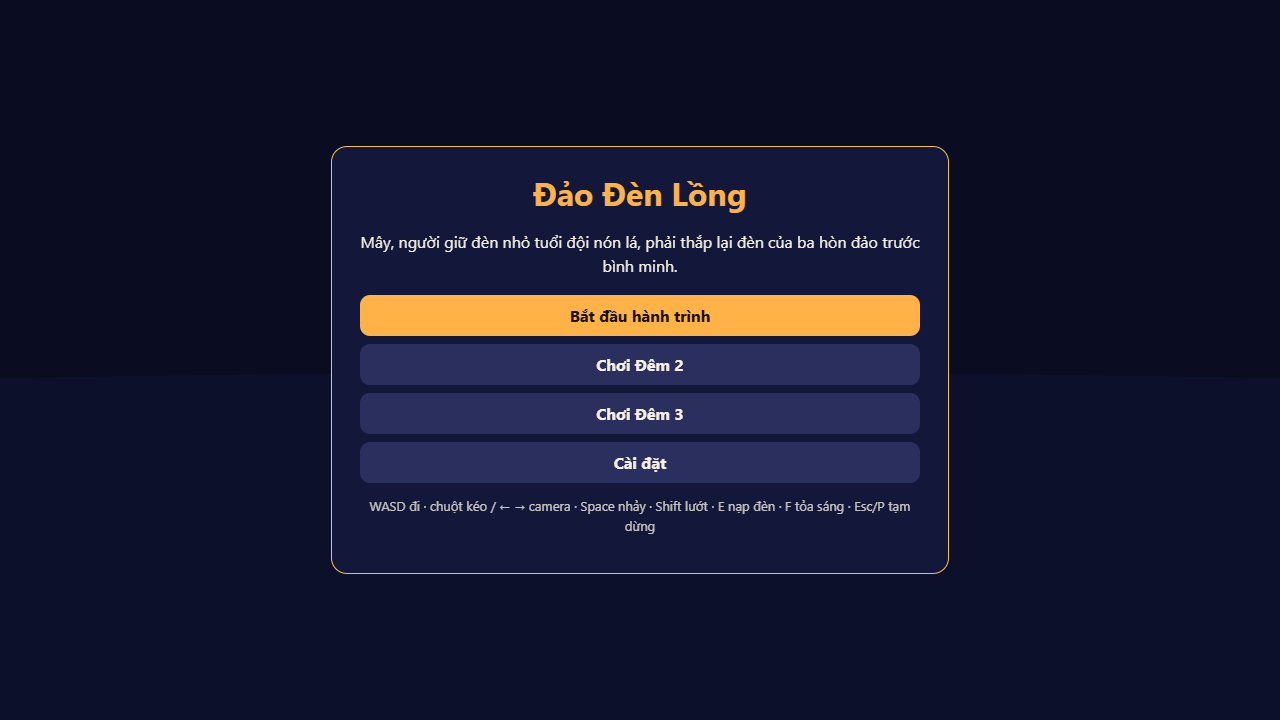 Đảo Đèn Lồng
Mây, người giữ đèn nhỏ tuổi đội nón lá, phải thắp lại đèn của ba hòn đảo trước
bình minh.
Bắt đầu hành trình
Chơi Đêm 2
Chơi Đêm 3
Cài đặt
WASD đi · chuột kéo / ← → camera · Space nhảy · Shift lướt · E nạp đèn · F tỏa sáng · Esc/P tạm
dừng